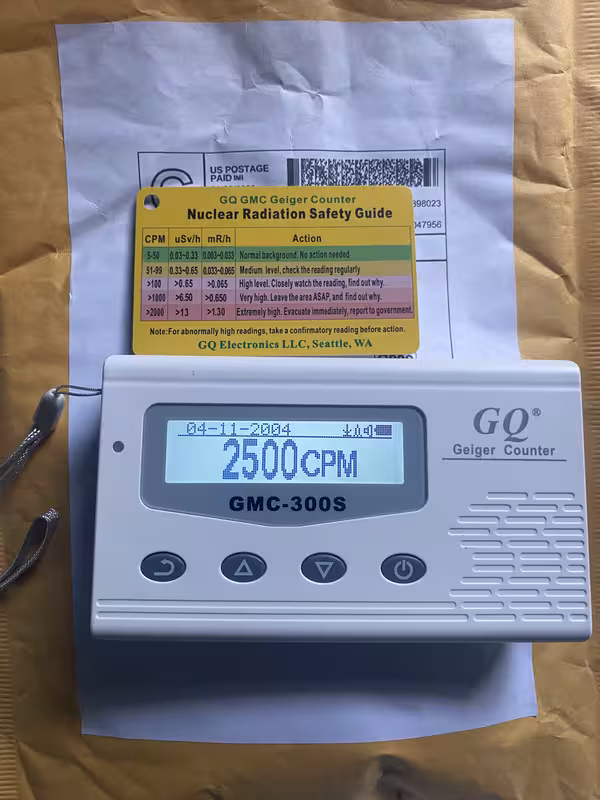 US POSTAGE
PAID IMI
898023
047956
GQ GMC Geiger Counter
Nuclear Radiation Safety Guide
CPM uSv/h mR/h Action
5-50 0.03~0.33 0.003~0.033 Normal background. No action needed
51-99 0.33~0.65 0.033~0.065 Medium level, check the reading regularly
>100 >0.65 >0.065 High level. Closely watch the reading, find out why.
>1000 >6.50 >0.650 Very high. Leave the area ASAP, and find out why.
>2000 >13 >1.30 Extremely high. Evacuate immediately, report to government.
Note:For abnormally high readings, take a confirmatory reading before action.
GQ Electronics LLC, Seattle, WA
04-11-2004
2500CPM
GQ®
Geiger Counter
GMC-300S